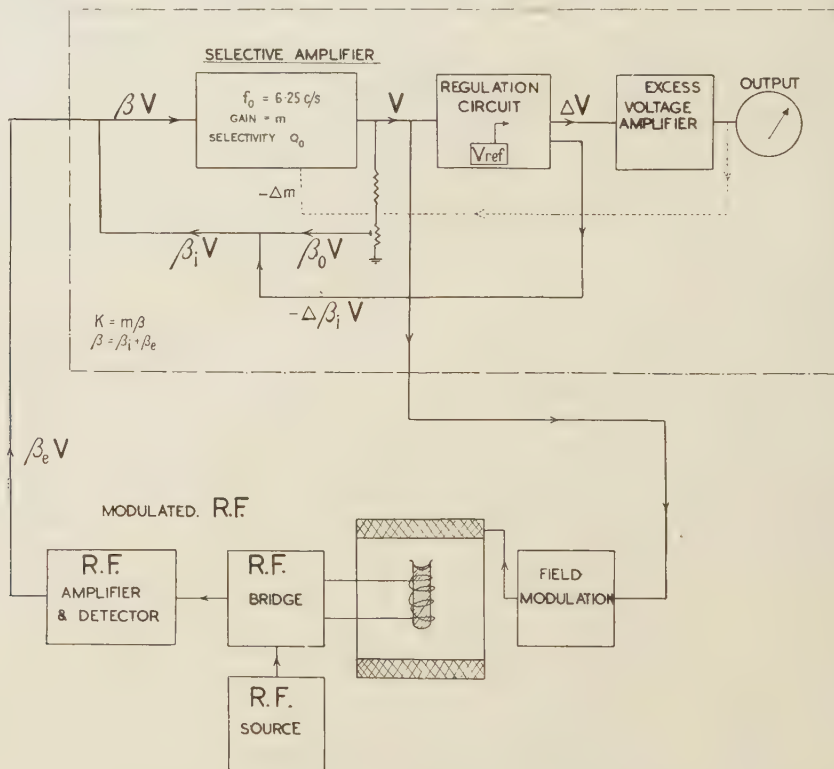 SELECTIVE AMPLIFIER
f₀ = 6·25 c/s
GAIN = m
SELECTIVITY Q₀
βV
V
REGULATION
CIRCUIT
Vref
ΔV
EXCESS
VOLTAGE
AMPLIFIER
OUTPUT
-Δm
βᵢV
β₀V
-ΔβᵢV
K = mβ
β = βᵢ + βₑ
βₑV
MODULATED. R.F.
R.F.
AMPLIFIER
& DETECTOR
R.F.
BRIDGE
FIELD
MODULATION
R.F.
SOURCE